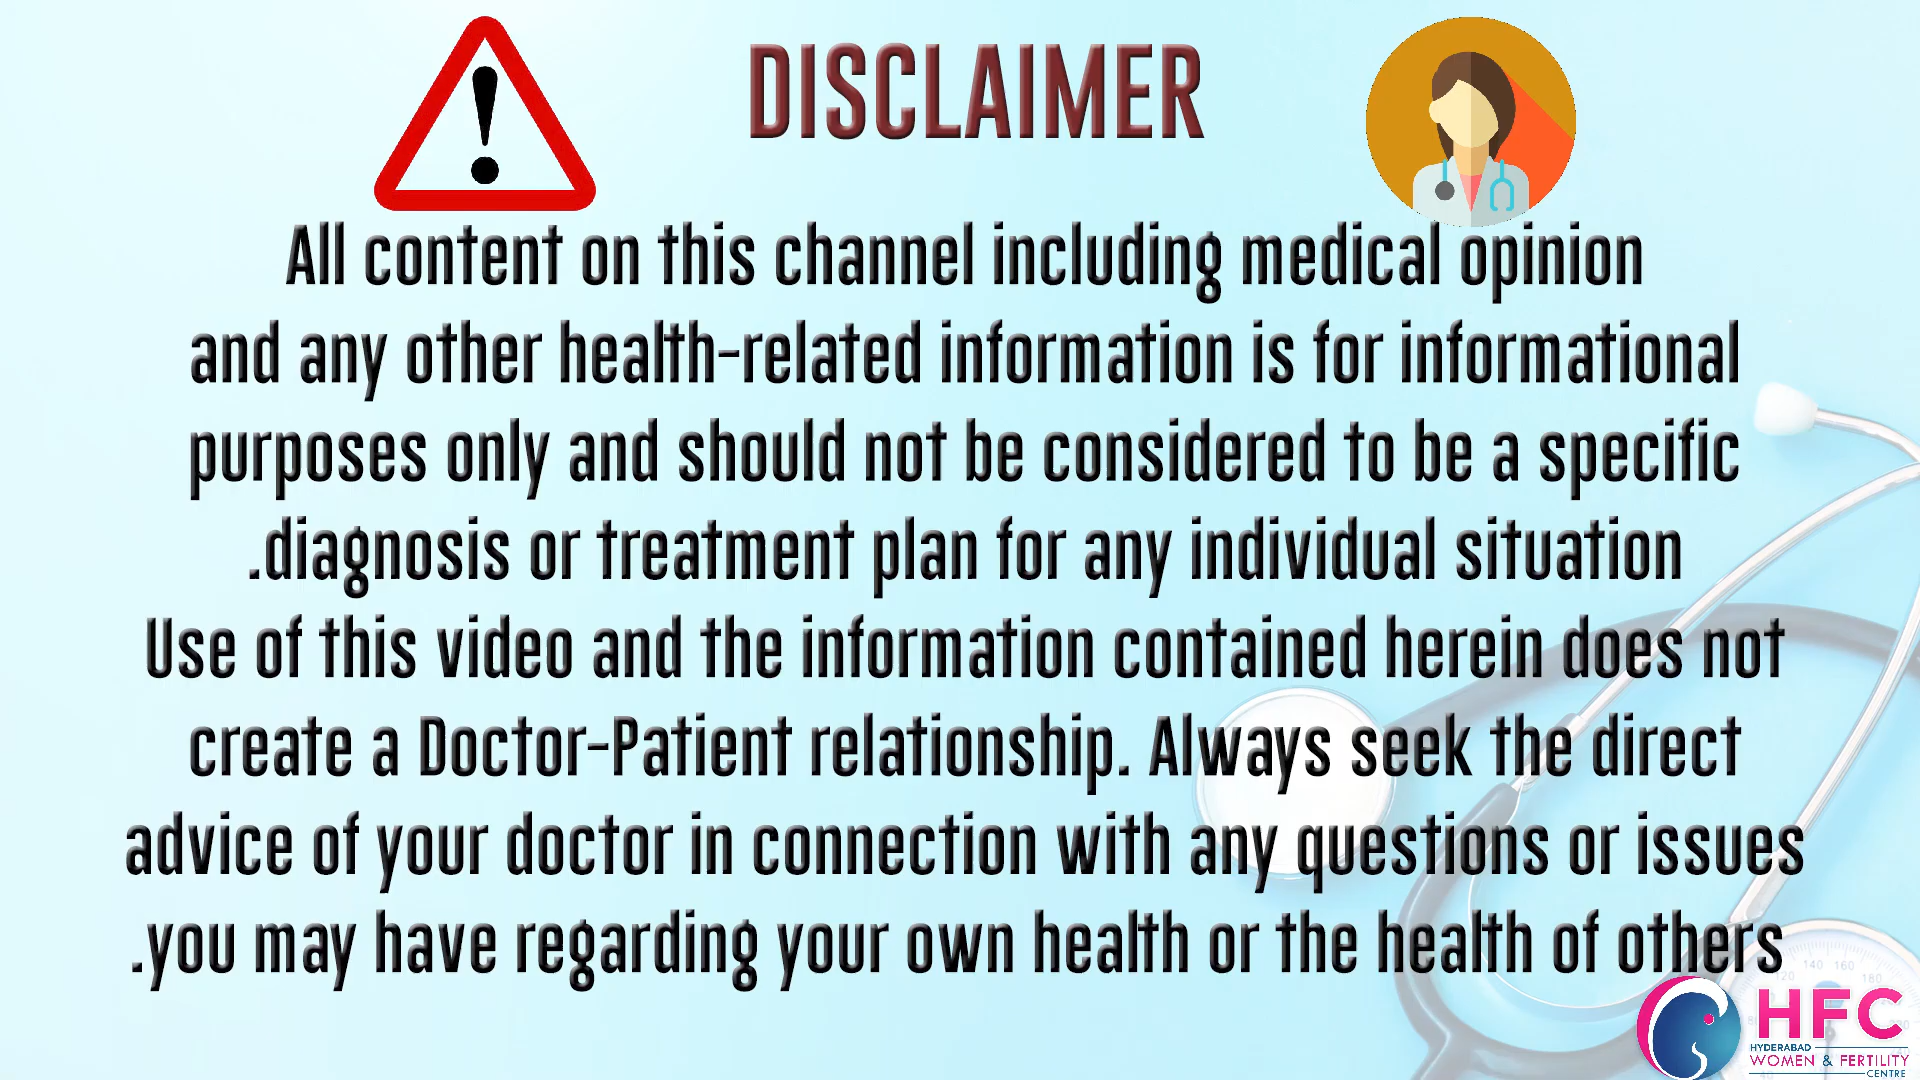 DISCLAIMER
All content on this channel including medical opinion
and any other health-related information is for informational
purposes only and should not be considered to be a specific
.diagnosis or treatment plan for any individual situation
Use of this video and the information contained herein does not
create a Doctor-Patient relationship. Always seek the direct
advice of your doctor in connection with any questions or issues
.you may have regarding your own health or the health of others
120 140 160 180
HFC
HYDERABAD
WOMEN & FERTILITY
CENTRE